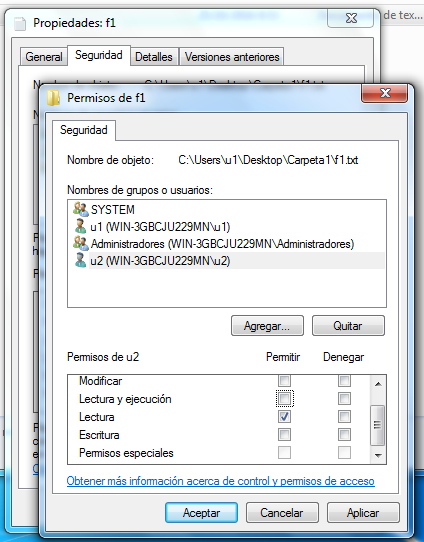 de tex...
Propiedades: f1
General Seguridad Detalles Versiones anteriores
Permisos de f1
Seguridad
Nombre de objeto: C:\Users\u1\Desktop\Carpeta1\f1.txt
Nombres de grupos o usuarios:
SYSTEM
u1 (WIN-3GBCJU229MN\u1)
Administradores (WIN-3GBCJU229MN\Administradores)
u2 (WIN-3GBCJU229MN\u2)
Agregar... Quitar
Permisos de u2 Permitir Denegar
Modificar
Lectura y ejecución
Lectura
Escritura
Permisos especiales
Obtener más información acerca de control y permisos de acceso
Aceptar Cancelar Aplicar